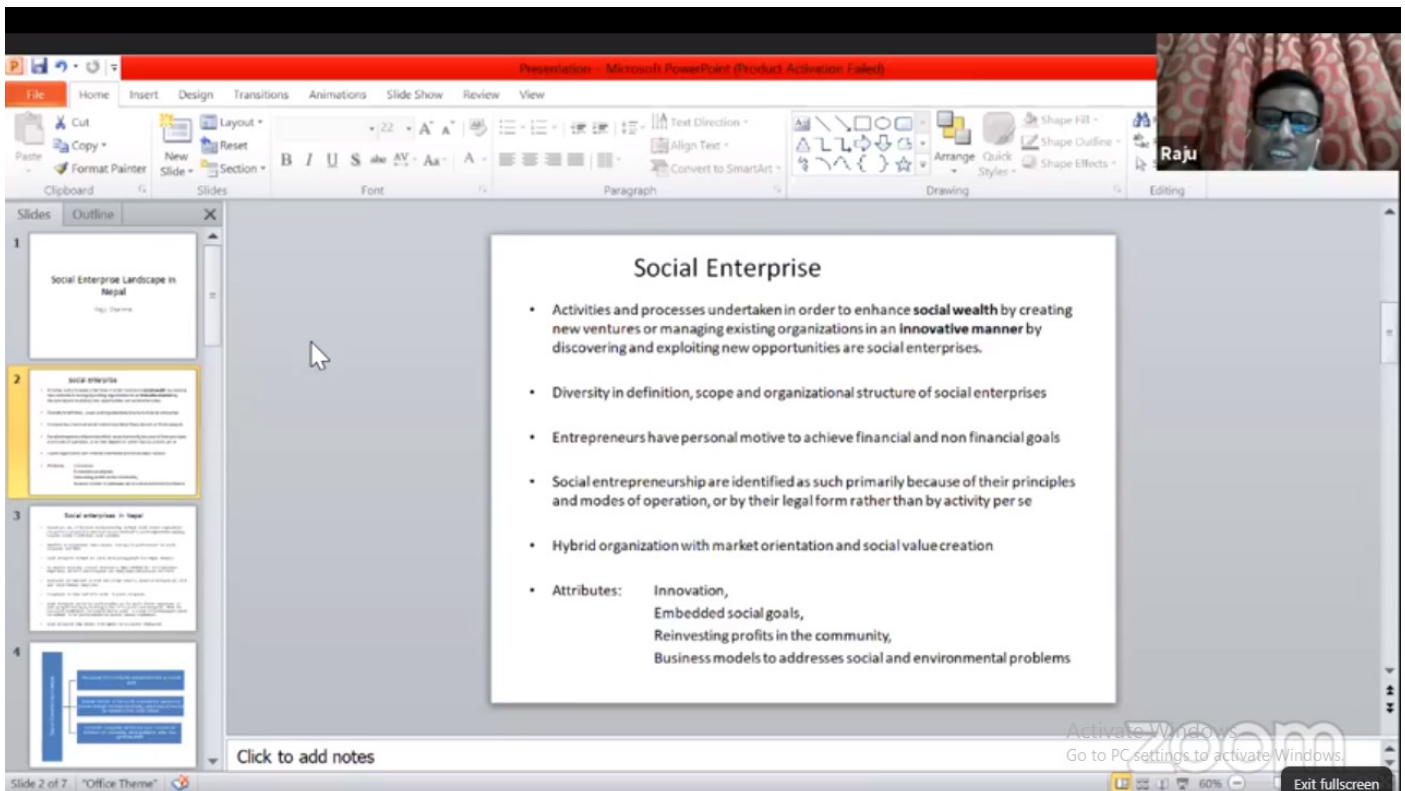 Presentation - Microsoft PowerPoint (Product Activation Failed)
File Home Insert Design Transitions Animations Slide Show Review View
Paste
Cut
Copy
Format Painter
Clipboard
New
Slide
Layout
Reset
Section
Slides
22
B I U S abc AV Aa A
Font
Text Direction
Align Text
Convert to SmartArt
Paragraph
Arrange
Quick
Styles
Shape Fill
Shape Outline
Shape Effects
Drawing
Editing
Raju
Slides Outline
1
Social Enterprise Landscape in
Nepal
2
Social enterprise
3
Social enterprises in Nepal
4
Social Enterprise
• Activities and processes undertaken in order to enhance social wealth by creating
new ventures or managing existing organizations in an innovative manner by
discovering and exploiting new opportunities are social enterprises.
• Diversity in definition, scope and organizational structure of social enterprises
• Entrepreneurs have personal motive to achieve financial and non financial goals
• Social entrepreneurship are identified as such primarily because of their principles
and modes of operation, or by their legal form rather than by activity per se
• Hybrid organization with market orientation and social value creation
• Attributes: Innovation,
Embedded social goals,
Reinvesting profits in the community,
Business models to addresses social and environmental problems
Click to add notes
Activate Windows
Go to PC settings to activate Windows.
zoom
Slide 2 of 7 "Office Theme"
60%
Exit fullscreen